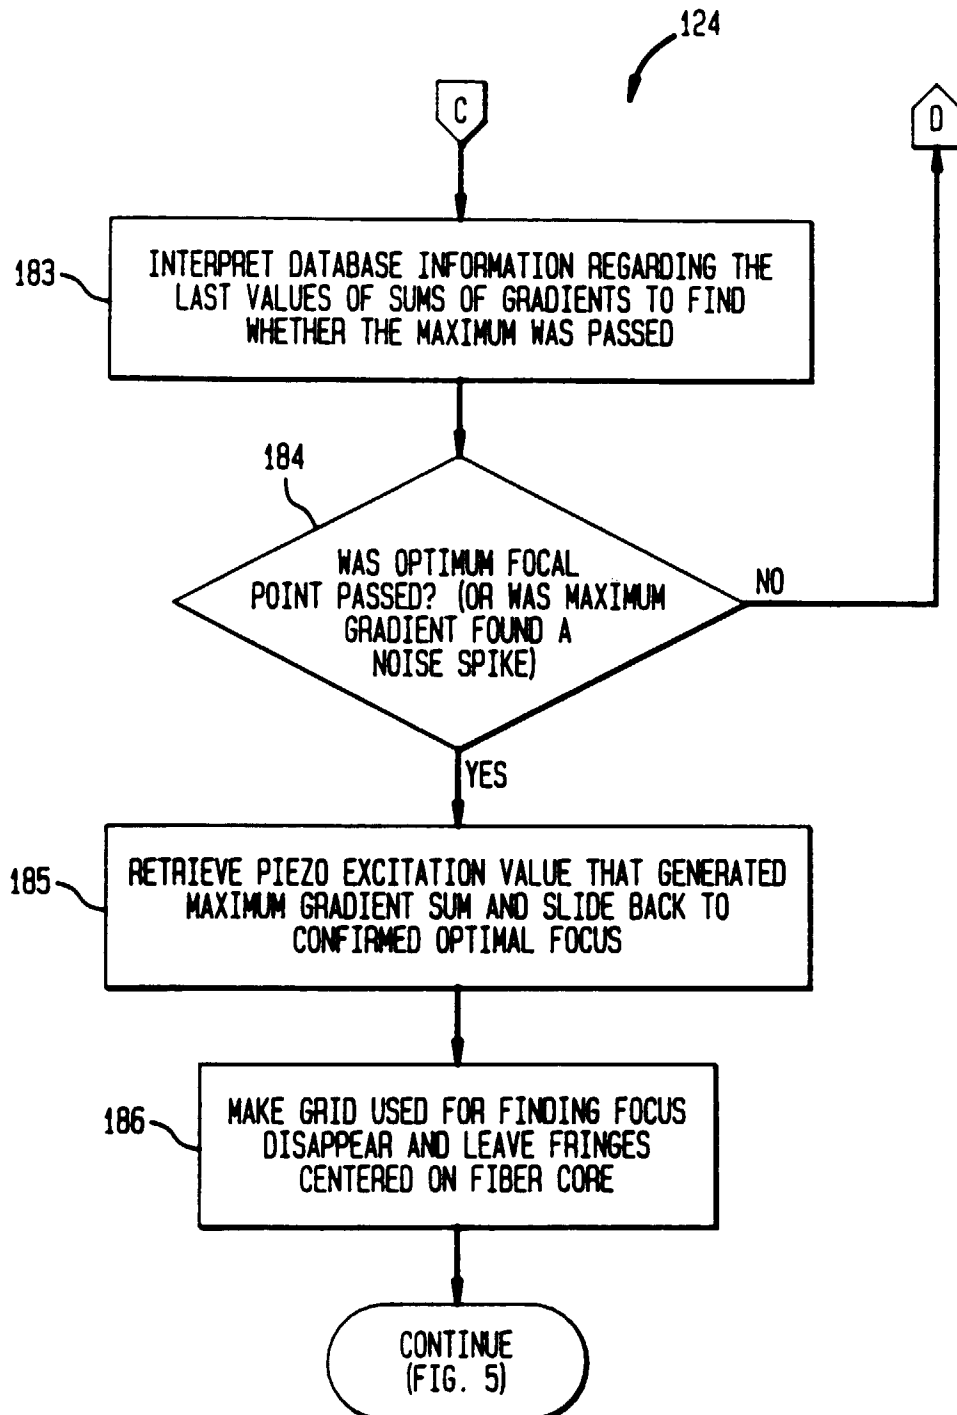 124
C
D
183
INTERPRET DATABASE INFORMATION REGARDING THE
LAST VALUES OF SUMS OF GRADIENTS TO FIND
WHETHER THE MAXIMUM WAS PASSED
184
WAS OPTIMUM FOCAL
POINT PASSED? (OR WAS MAXIMUM
GRADIENT FOUND A
NOISE SPIKE)
NO
YES
185
RETRIEVE PIEZO EXCITATION VALUE THAT GENERATED
MAXIMUM GRADIENT SUM AND SLIDE BACK TO
CONFIRMED OPTIMAL FOCUS
186
MAKE GRID USED FOR FINDING FOCUS
DISAPPEAR AND LEAVE FRINGES
CENTERED ON FIBER CORE
CONTINUE
(FIG. 5)